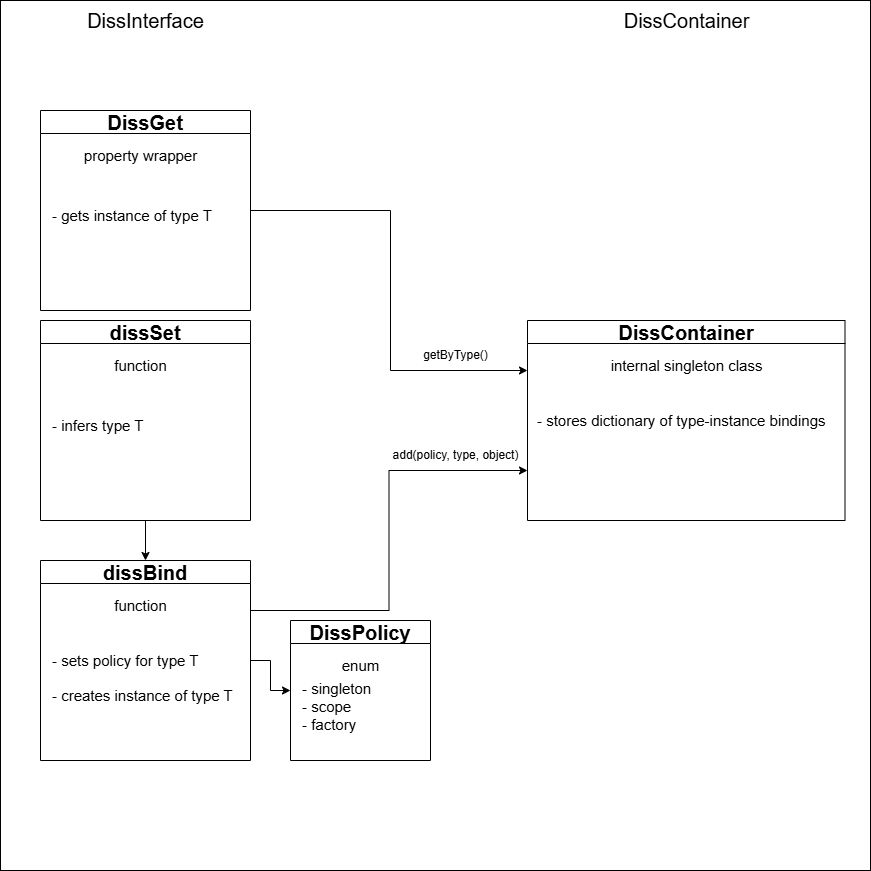 DissInterface
DissContainer
DissGet
property wrapper
- gets instance of type T
dissSet
function
- infers type T
getByType()
DissContainer
internal singleton class
- stores dictionary of type-instance bindings
add(policy, type, object)
dissBind
function
- sets policy for type T
- creates instance of type T
DissPolicy
enum
- singleton
- scope
- factory